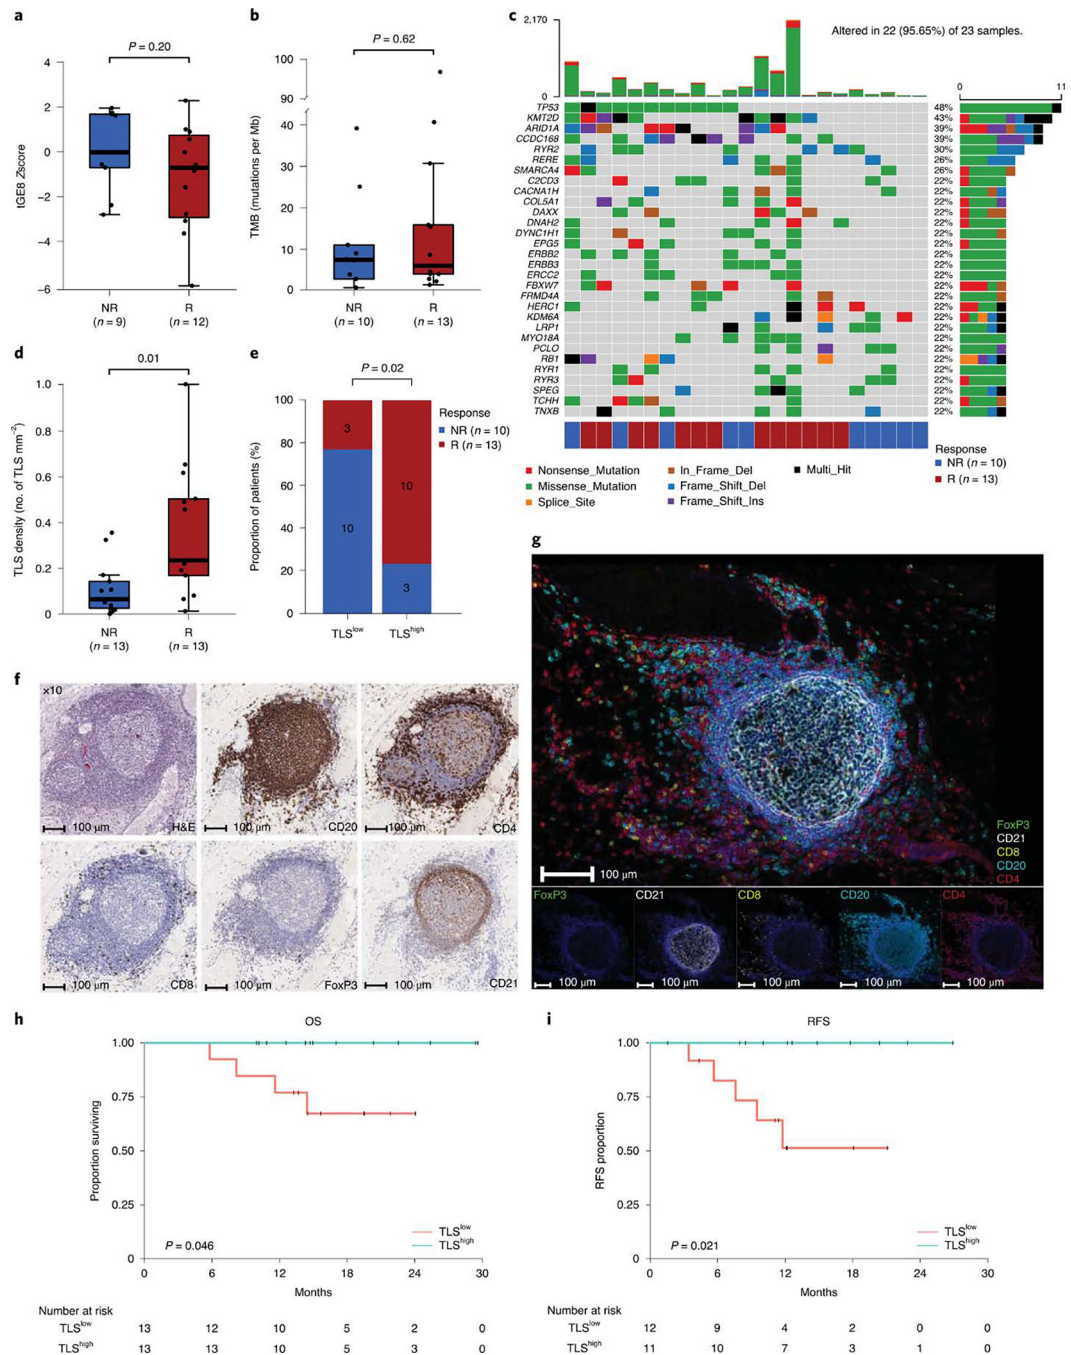 a
P = 0.20
tGE8 Zscore
4
2
0
−2
−4
−6
NR
(n = 9)
R
(n = 12)
b
P = 0.62
TMB (mutations per Mb)
100
90
40
30
20
10
0
NR
(n = 10)
R
(n = 13)
c
2,170
0
Altered in 22 (95.65%) of 23 samples.
0
11
TP53 48%
KMT2D 43%
ARID1A 39%
CCDC168 39%
RYR2 30%
RERE 26%
SMARCA4 26%
C2CD3 22%
CACNA1H 22%
COL5A1 22%
DAXX 22%
DNAH2 22%
DYNC1H1 22%
EPG5 22%
ERBB2 22%
ERBB3 22%
ERCC2 22%
FBXW7 22%
FRMD4A 22%
HERC1 22%
KDM6A 22%
LRP1 22%
MYO18A 22%
PCLO 22%
RB1 22%
RYR1 22%
RYR3 22%
SPEG 22%
TCHH 22%
TNXB 22%
Response
NR (n = 10)
R (n = 13)
Nonsense_Mutation
Missense_Mutation
Splice_Site
In_Frame_Del
Frame_Shift_Del
Frame_Shift_Ins
Multi_Hit
d
0.01
TLS density (no. of TLS mm−2)
1.0
0.8
0.6
0.4
0.2
0
NR
(n = 13)
R
(n = 13)
e
P = 0.02
Proportion of patients (%)
100
80
60
40
20
0
3
10
10
3
TLSlow
TLShigh
Response
NR (n = 10)
R (n = 13)
f
×10
100 μm
H&E
100 μm
CD20
100 μm
CD4
100 μm
CD8
100 μm
FoxP3
100 μm
CD21
g
FoxP3
CD21
CD8
CD20
CD4
100 μm
FoxP3
CD21
CD8
CD20
CD4
100 μm
100 μm
100 μm
100 μm
100 μm
h
OS
Proportion surviving
1.00
0.75
0.50
0.25
0
P = 0.046
TLSlow
TLShigh
0 6 12 18 24 30
Months
Number at risk
TLSlow 13 12 10 5 2 0
TLShigh 13 13 10 5 3 0
i
RFS
RFS proportion
1.00
0.75
0.50
0.25
0
P = 0.021
TLSlow
TLShigh
0 6 12 18 24 30
Months
Number at risk
TLSlow 12 9 4 2 0 0
TLShigh 11 10 7 3 1 0